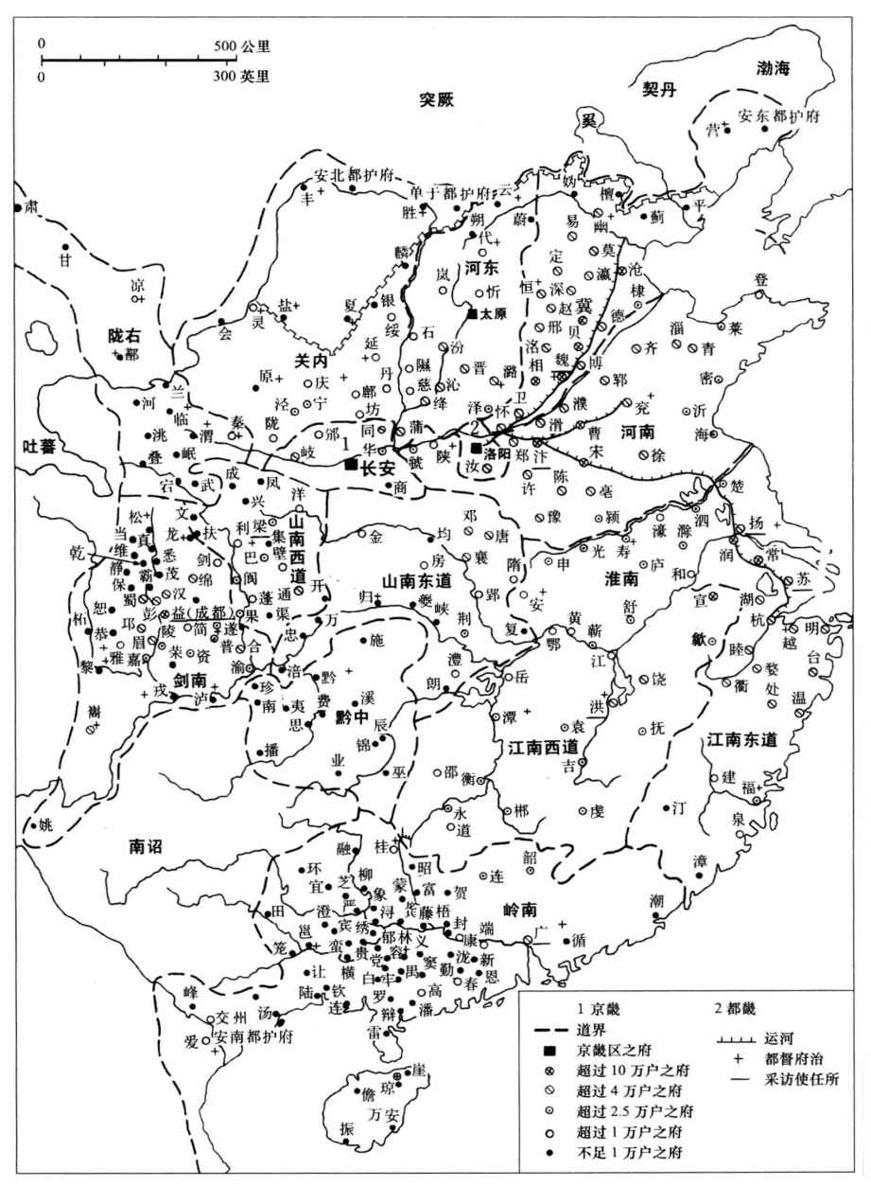 0 500 公里
0 300 英里
突厥
契丹
渤海
奚
营
安东都护府
安北都护府
丰
单于都护府
云
胜
朔
代
蔚
妫
檀
蓟
平
易
幽
莫
肃
甘
凉
麟
岚
河东
忻
定
恒
深
瀛
沧
棣
登
赵
冀
德
太原
邢
贝
洺
博
齐
淄
青
莱
会
灵
盐
夏
银
绥
石
汾
相
魏
郓
密
陇右
鄯
关内
延
丹
隰
晋
潞
慈
沁
卫
兖
沂
原
庆
鄜
绛
泽
怀
濮
兰
河
临
泾
宁
坊
滑
曹
河南
海
洮
渭
秦
陇
邠
1
同
蒲
2
吐蕃
叠
岷
岐
华
虢
陕
洛阳
郑
汴
宋
徐
长安
汝
宕
武
成
凤
商
许
陈
亳
楚
文
兴
洋
松
龙
扶
利
梁
集
壁
山南西道
金
均
邓
唐
豫
颍
泗
濠
滁
扬
当
维
真
悉
静
保
霸
茂
乾
剑
巴
房
襄
隋
申
光
寿
庐
和
润
常
绵
阆
通
开
山南东道
淮南
苏
蜀
汉
蓬
渠
归
夔
峡
郢
安
舒
宣
湖
恕
彭
益(成都)
果
万
荆
复
鄂
黄
蕲
杭
越
明
柘
恭
邛
眉
陵
简
遂
忠
施
歙
睦
台
黎
雅
嘉
荣
资
普
合
渝
涪
黔
澧
江
婺
衢
处
温
剑南
戎
泸
珍
朗
岳
饶
洪
巂
南
夷
费
思
黔中
溪
辰
锦
潭
袁
抚
江南西道
江南东道
播
业
巫
邵
衡
吉
建
福
姚
永
道
郴
虔
汀
泉
南诏
融
桂
昭
韶
连
漳
环
宜
芝
柳
象
蒙
富
贺
岭南
潮
田
澄
严
浔
藤
梧
封
端
广
循
邕
宾
绣
郁林
义
康
笼
蛮
贵
党
容
窦
泷
新
让
横
白
牢
禺
勤
春
恩
峰
陆
钦
罗
高
汤
连
辩
潘
交州
安南都护府
爱
雷
崖
儋
琼
万安
振
1 京畿 2 都畿
道界
京畿区之府
超过 10 万户之府
超过 4 万户之府
超过 2.5 万户之府
超过 1 万户之府
不足 1 万户之府
运河
都督府治
采访使任所